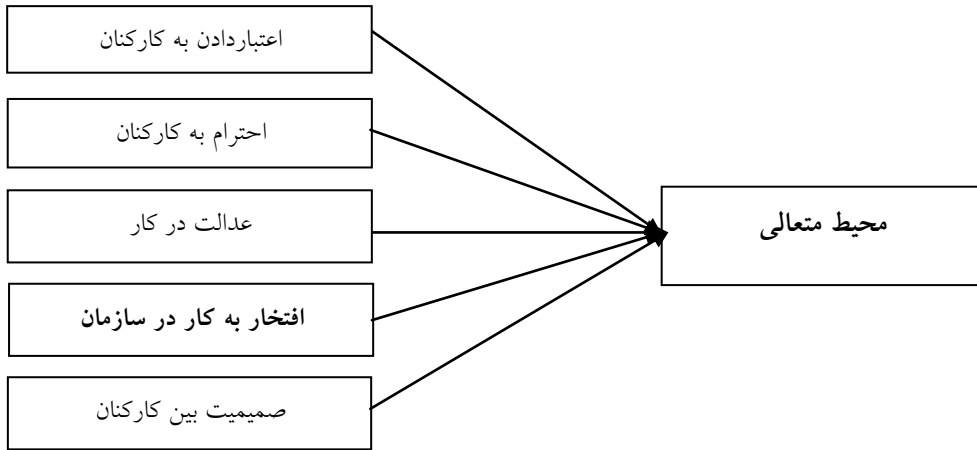 اعتباردادن به کارکنان
احترام به کارکنان
عدالت در کار
افتخار به کار در سازمان
صمیمیت بین کارکنان
محیط متعالی